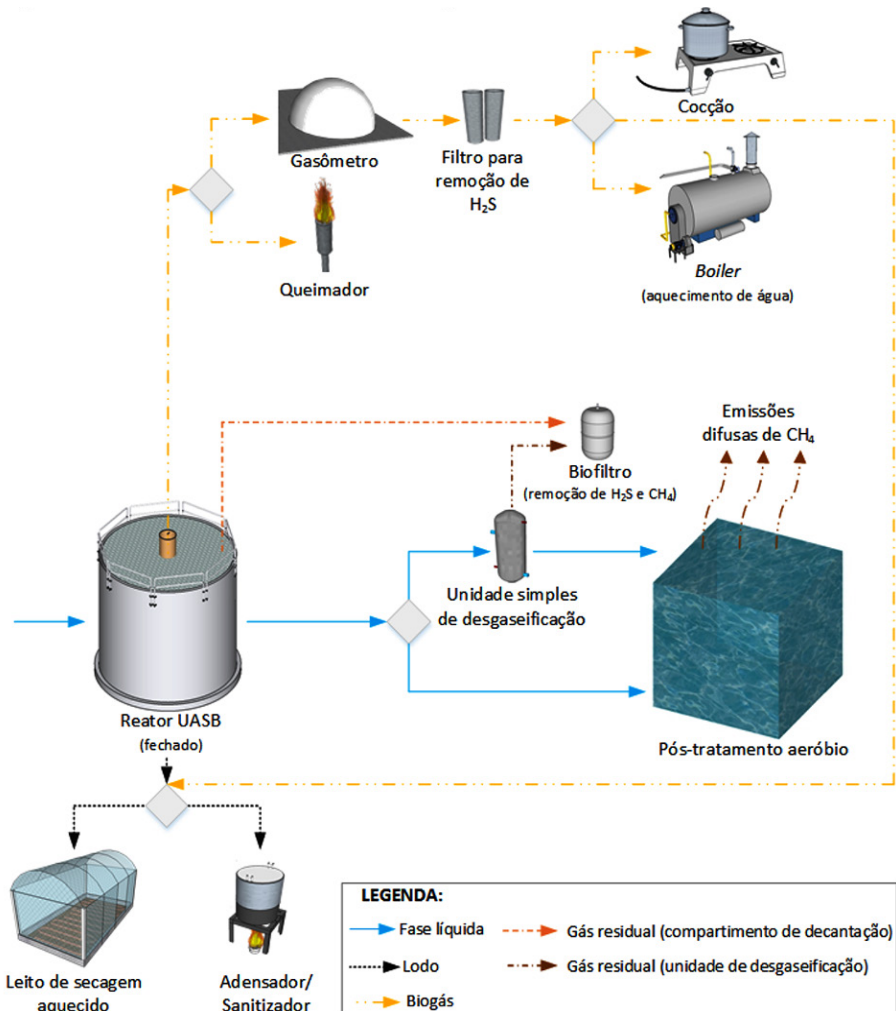 Cocção
Gasômetro
Filtro para
remoção de
H₂S
Queimador
Boiler
(aquecimento de água)
Emissões
difusas de CH₄
Biofiltro
(remoção de H₂S e CH₄)
Unidade simples
de desgaseificação
Reator UASB
(fechado)
Pós-tratamento aeróbio
Leito de secagem
aquecido
Adensador/
Sanitizador
LEGENDA:
Fase líquida
Gás residual (compartimento de decantação)
Lodo
Gás residual (unidade de desgaseificação)
Biogás